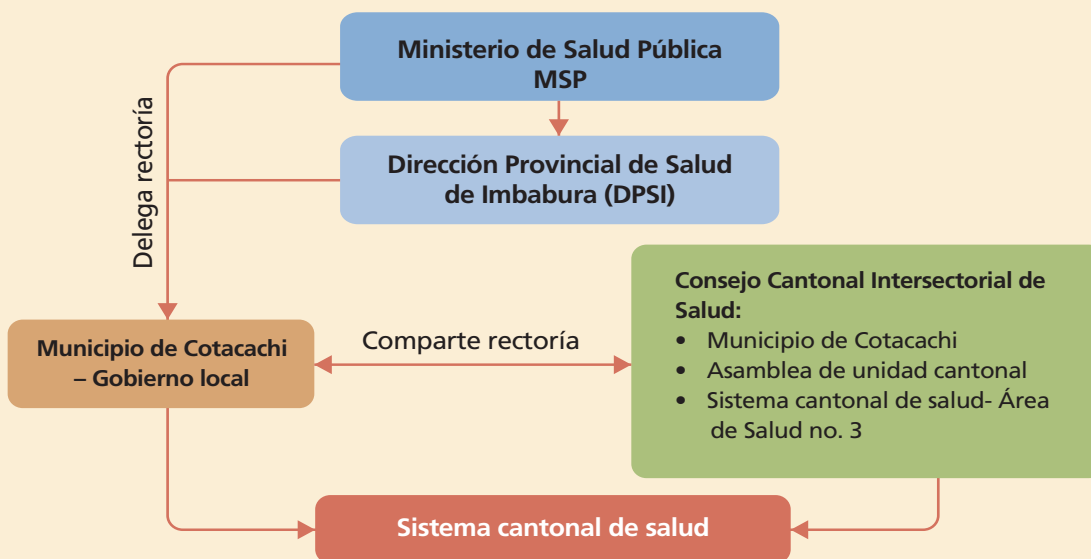 Ministerio de Salud Pública
MSP
Delega rectoría
Dirección Provincial de Salud
de Imbabura (DPSI)
Municipio de Cotacachi
– Gobierno local
Comparte rectoría
Consejo Cantonal Intersectorial de
Salud:
• Municipio de Cotacachi
• Asamblea de unidad cantonal
• Sistema cantonal de salud- Área
de Salud no. 3
Sistema cantonal de salud